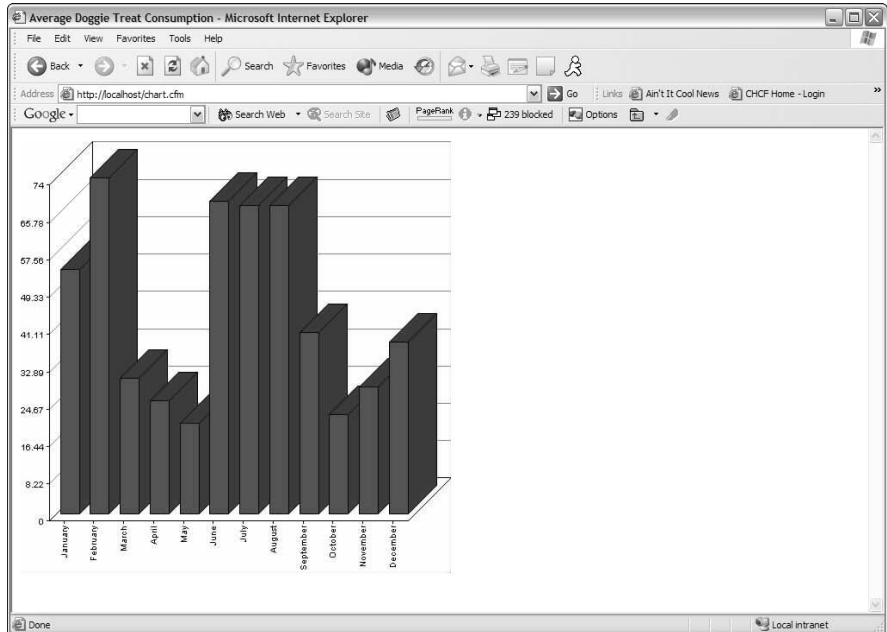 Average Doggie Treat Consumption - Microsoft Internet Explorer
File Edit View Favorites Tools Help
Back Search Favorites Media
Address http://localhost/chart.cfm Go Links Ain't It Cool News CHCF Home - Login »
Google Search Web Search Site PageRank 239 blocked Options
74
65.78
57.56
49.33
41.11
32.89
24.67
16.44
8.22
0
January
February
March
April
May
June
July
August
September
October
November
December
Done Local intranet